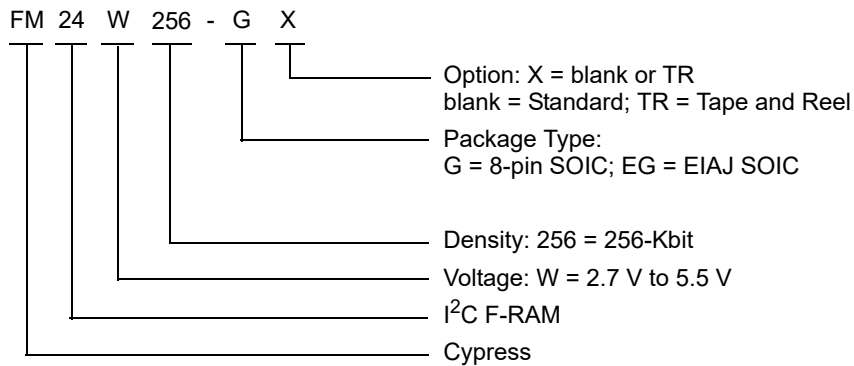 FM 24 W 256 - G X
Option: X = blank or TR
blank = Standard; TR = Tape and Reel
Package Type:
G = 8-pin SOIC; EG = EIAJ SOIC
Density: 256 = 256-Kbit
Voltage: W = 2.7 V to 5.5 V
I²C F-RAM
Cypress